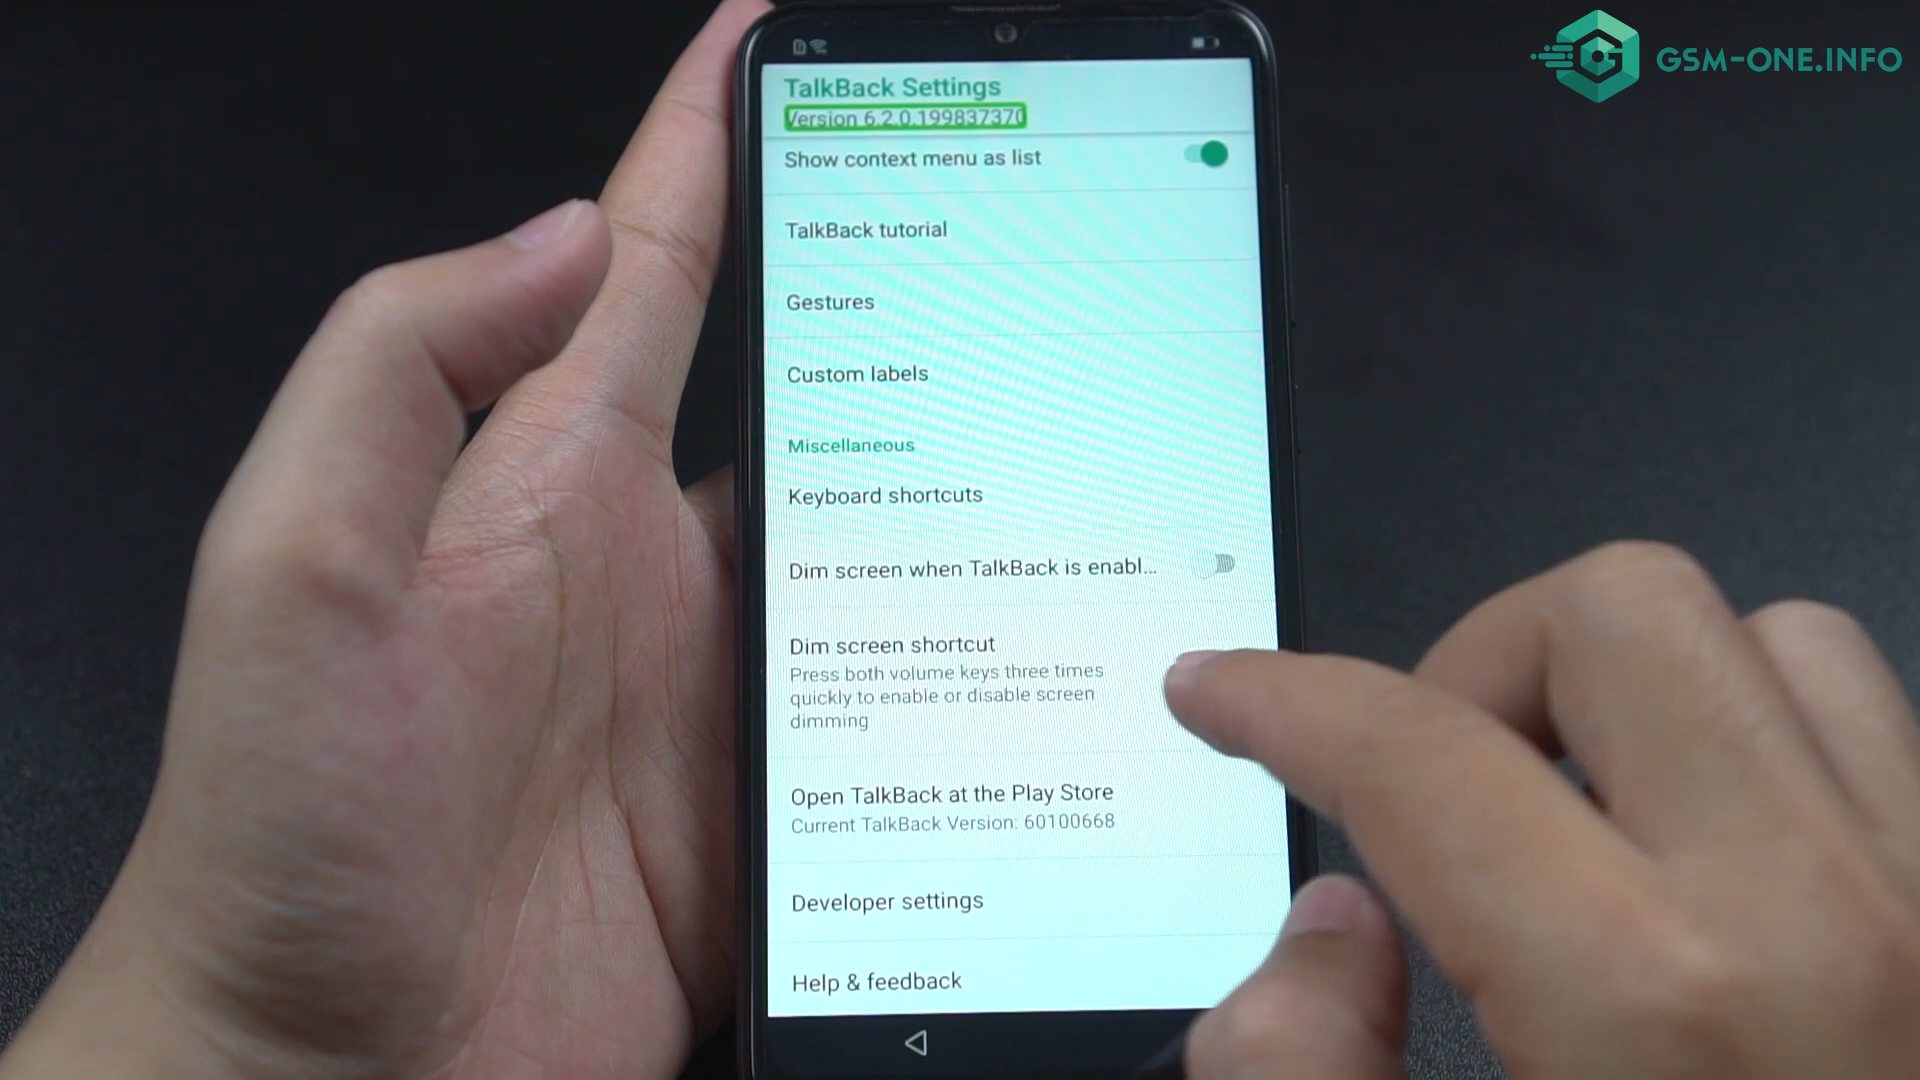 GSM-ONE.INFO
TalkBack Settings
Version 6.2.0.199837370
Show context menu as list
TalkBack tutorial
Gestures
Custom labels
Miscellaneous
Keyboard shortcuts
Dim screen when TalkBack is enabl...
Dim screen shortcut
Press both volume keys three times
quickly to enable or disable screen
dimming
Open TalkBack at the Play Store
Current TalkBack Version: 60100668
Developer settings
Help & feedback